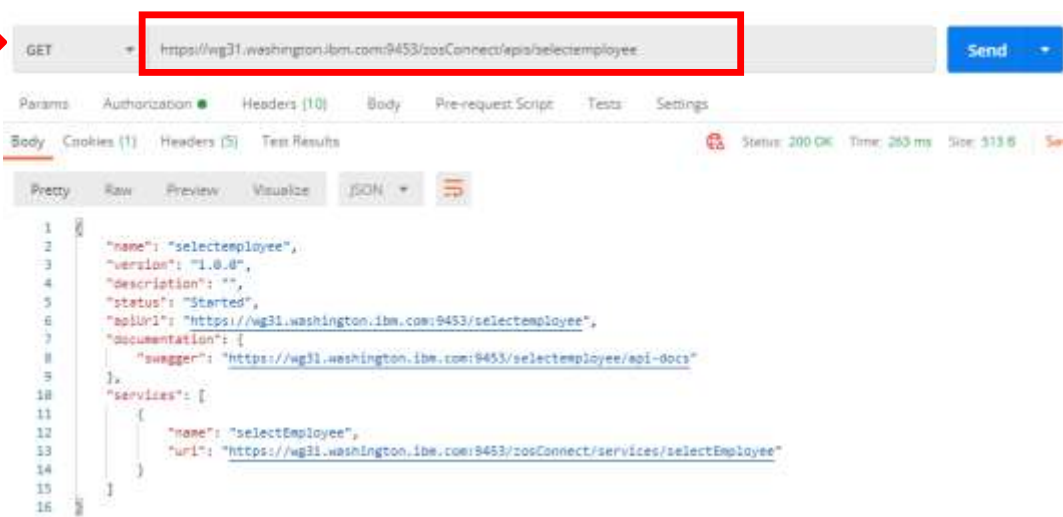 GET https://wg31.washington.ibm.com:9453/zosConnect/apis/selectemployee Send
Params Authorization Headers (10) Body Pre-request Script Tests Settings
Body Cookies (1) Headers (5) Test Results Status: 200 OK Time: 263 ms Size: 513 B
Pretty Raw Preview Visualize JSON
1 {
2 "name": "selectemployee",
3 "version": "1.0.0",
4 "description": "",
5 "status": "Started",
6 "apiUrl": "https://wg31.washington.ibm.com:9453/selectemployee",
7 "documentation": {
8 "swagger": "https://wg31.washington.ibm.com:9453/selectemployee/api-docs"
9 },
10 "services": [
11 {
12 "name": "selectEmployee",
13 "uri": "https://wg31.washington.ibm.com:9453/zosConnect/services/selectEmployee"
14 }
15 ]
16 }